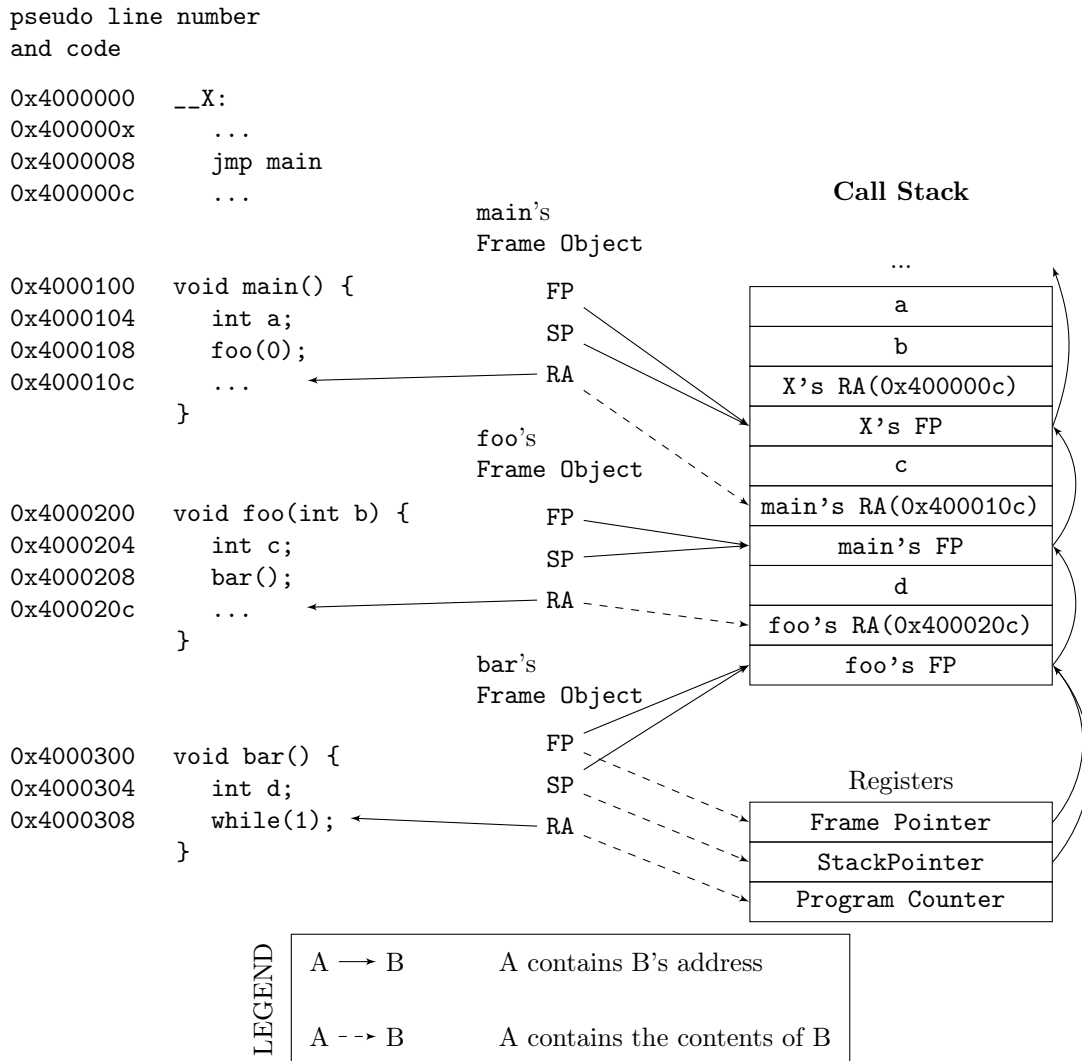 pseudo line number
and code
0x4000000 __X:
0x400000x ...
0x4000008 jmp main
0x400000c ...
main's
Frame Object
0x4000100 void main() {
0x4000104 int a;
0x4000108 foo(0);
0x400010c ...
}
FP
SP
RA
foo's
Frame Object
0x4000200 void foo(int b) {
0x4000204 int c;
0x4000208 bar();
0x400020c ...
}
FP
SP
RA
bar's
Frame Object
0x4000300 void bar() {
0x4000304 int d;
0x4000308 while(1);
}
FP
SP
RA
Call Stack
...
a
b
X's RA(0x400000c)
X's FP
c
main's RA(0x400010c)
main's FP
d
foo's RA(0x400020c)
foo's FP
Registers
Frame Pointer
StackPointer
Program Counter
LEGEND
A B A contains B's address
A B A contains the contents of B